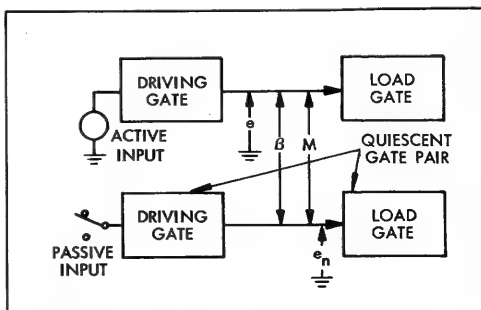 DRIVING
GATE
LOAD
GATE
ACTIVE
INPUT
e
β
M
QUIESCENT
GATE PAIR
DRIVING
GATE
LOAD
GATE
PASSIVE
INPUT
en